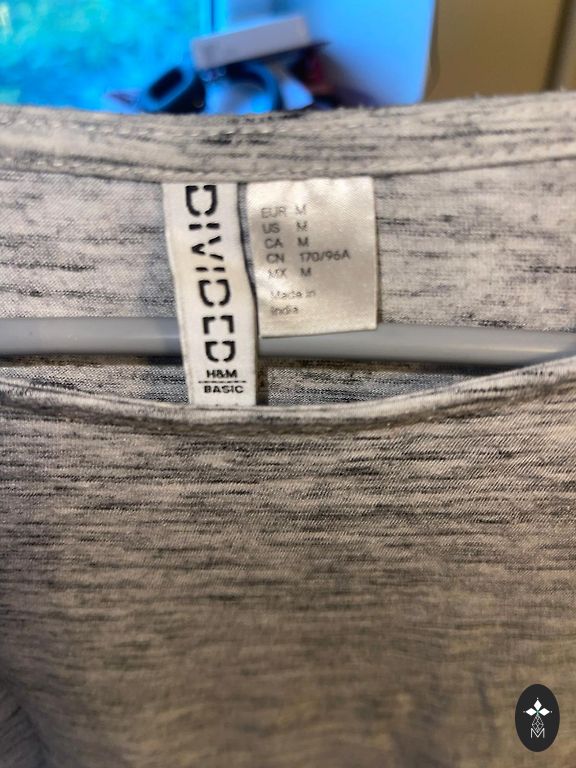 DIVIDED
H&M
BASIC
EUR M
US M
CA M
CN 170/96A
MX M
Made in
India
M